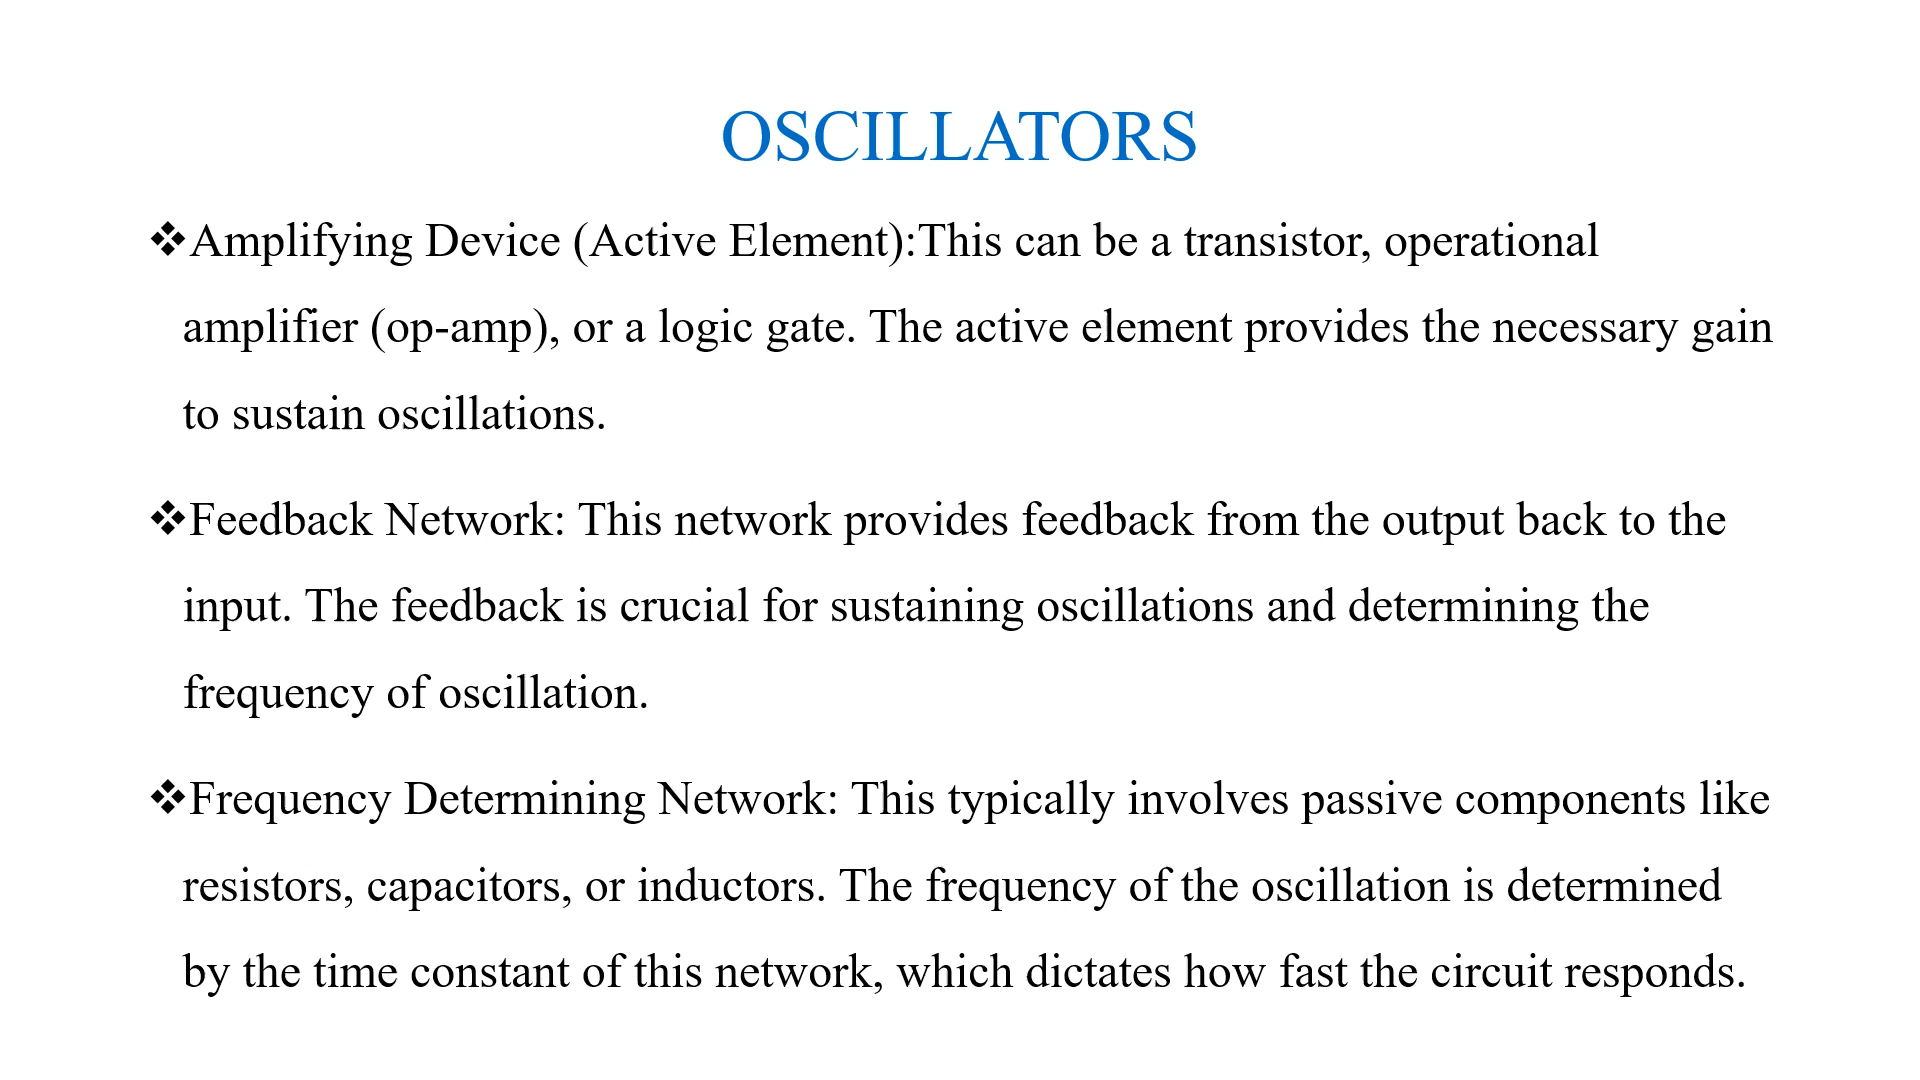 OSCILLATORS
❖Amplifying Device (Active Element):This can be a transistor, operational
amplifier (op-amp), or a logic gate. The active element provides the necessary gain
to sustain oscillations.
❖Feedback Network: This network provides feedback from the output back to the
input. The feedback is crucial for sustaining oscillations and determining the
frequency of oscillation.
❖Frequency Determining Network: This typically involves passive components like
resistors, capacitors, or inductors. The frequency of the oscillation is determined
by the time constant of this network, which dictates how fast the circuit responds.